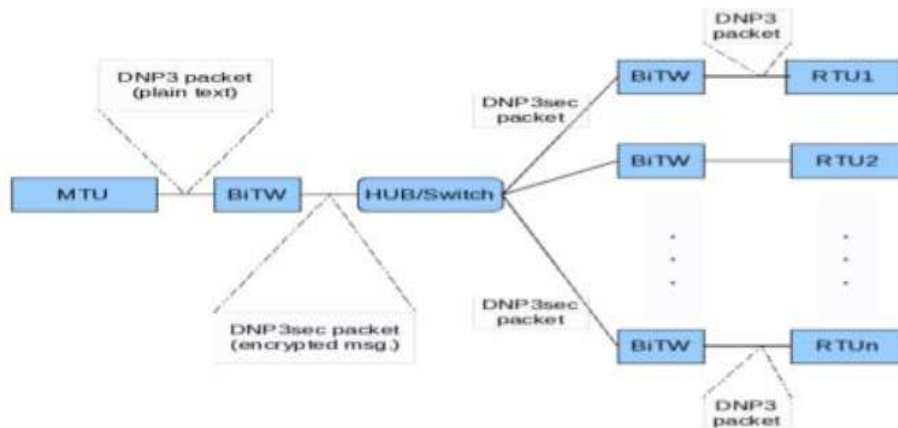 DNP3
packet
DNP3 packet
(plain text)
BiTW
RTU1
DNP3sec
packet
BiTW
RTU2
MTU
BiTW
HUB/Switch
DNP3sec packet
(encrypted msg.)
DNP3sec
packet
BiTW
RTUn
DNP3
packet